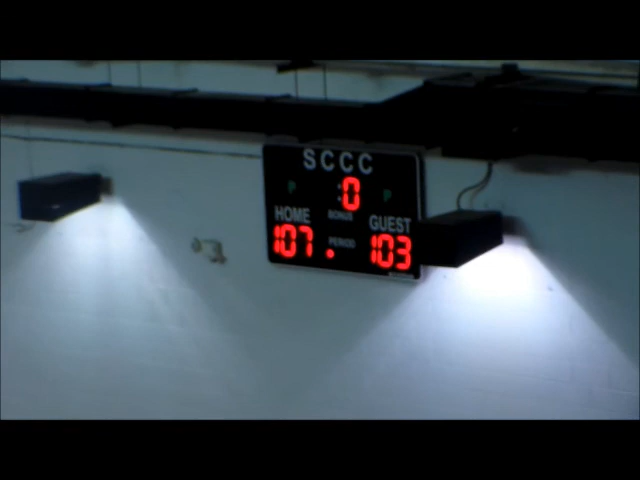 SCCC
P :0 P
BONUS
HOME GUEST
107 PERIOD 103